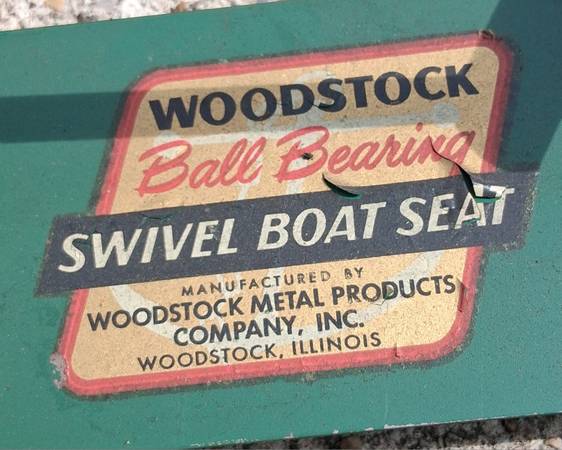 WOODSTOCK
Ball Bearing
SWIVEL BOAT SEAT
MANUFACTURED BY
WOODSTOCK METAL PRODUCTS
COMPANY, INC.
WOODSTOCK, ILLINOIS